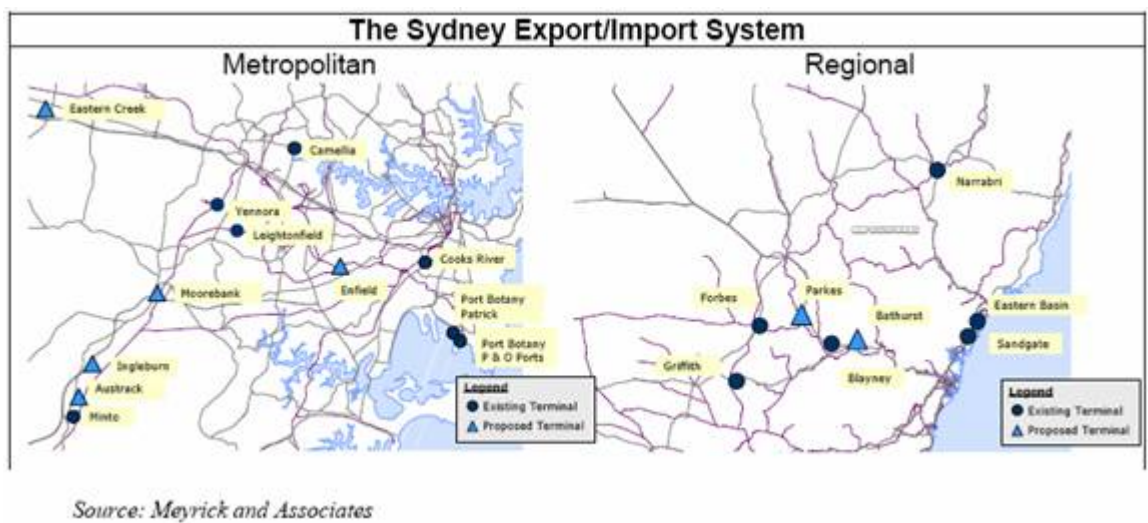 The Sydney Export/Import System
Metropolitan
Regional
Eastern Creek
Camellia
Yennora
Leightonfield
Cooks River
Enfield
Moorebank
Port Botany
Patrick
Port Botany
P & O Ports
Ingleburn
Austrack
Minto
Legend
Existing Terminal
Proposed Terminal
Narrabri
Forbes
Parkes
Bathurst
Eastern Basin
Sandgate
Griffith
Blayney
Legend
Existing Terminal
Proposed Terminal
Source: Meyrick and Associates